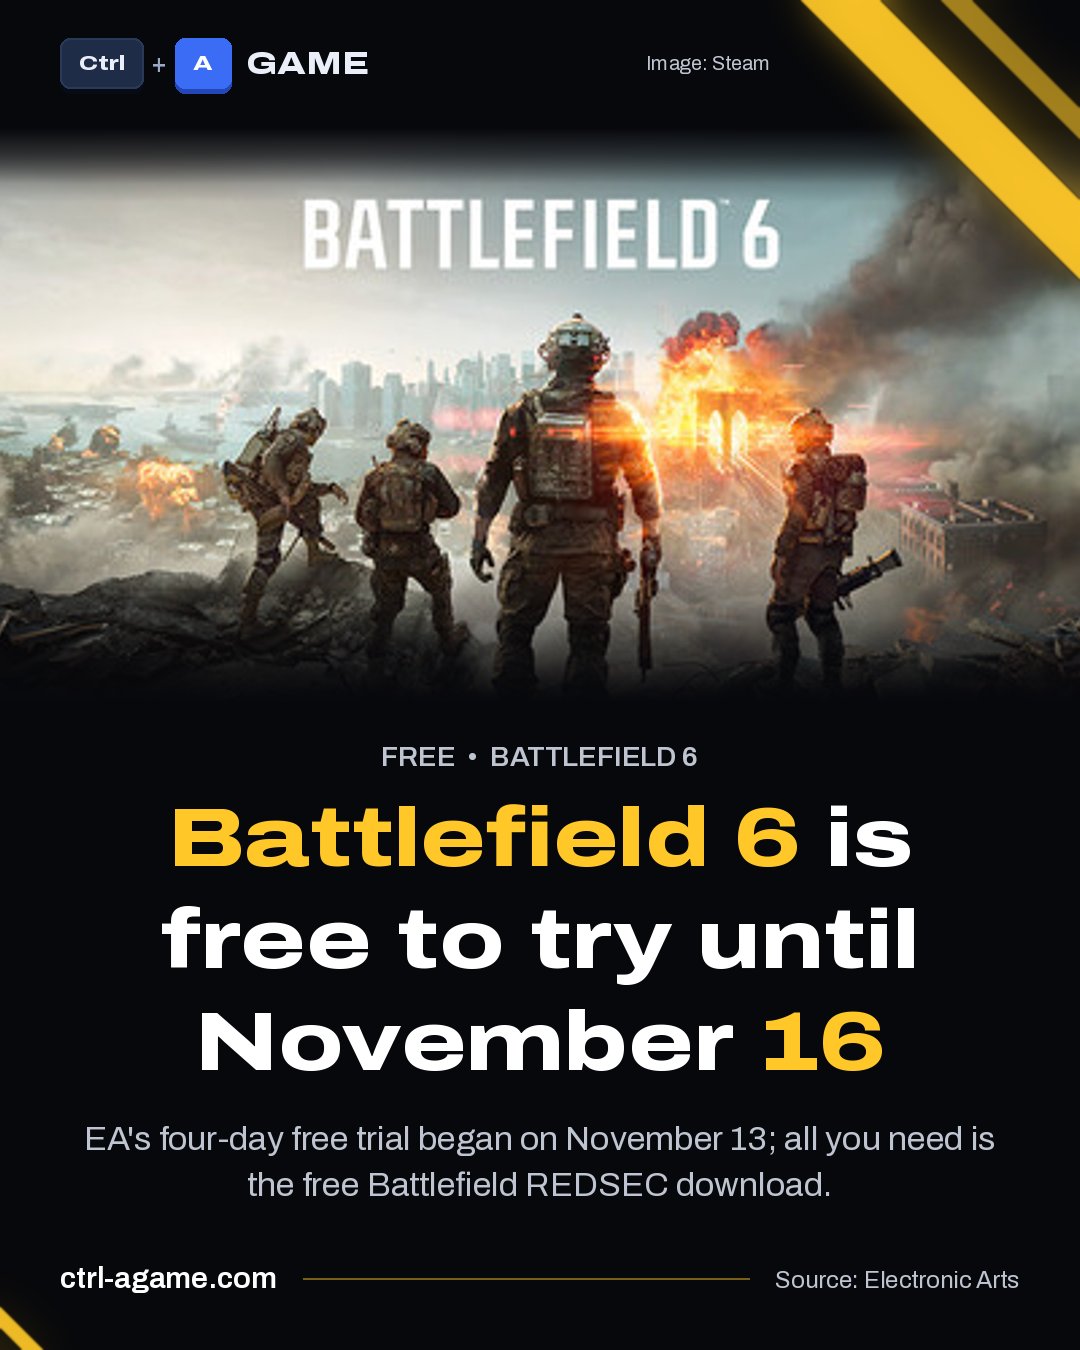 Ctrl + A GAME
Image: Steam
BATTLEFIELD™ 6
FREE • BATTLEFIELD 6
Battlefield 6 is
free to try until
November 16
EA's four-day free trial began on November 13; all you need is
the free Battlefield REDSEC download.
ctrl-agame.com
Source: Electronic Arts